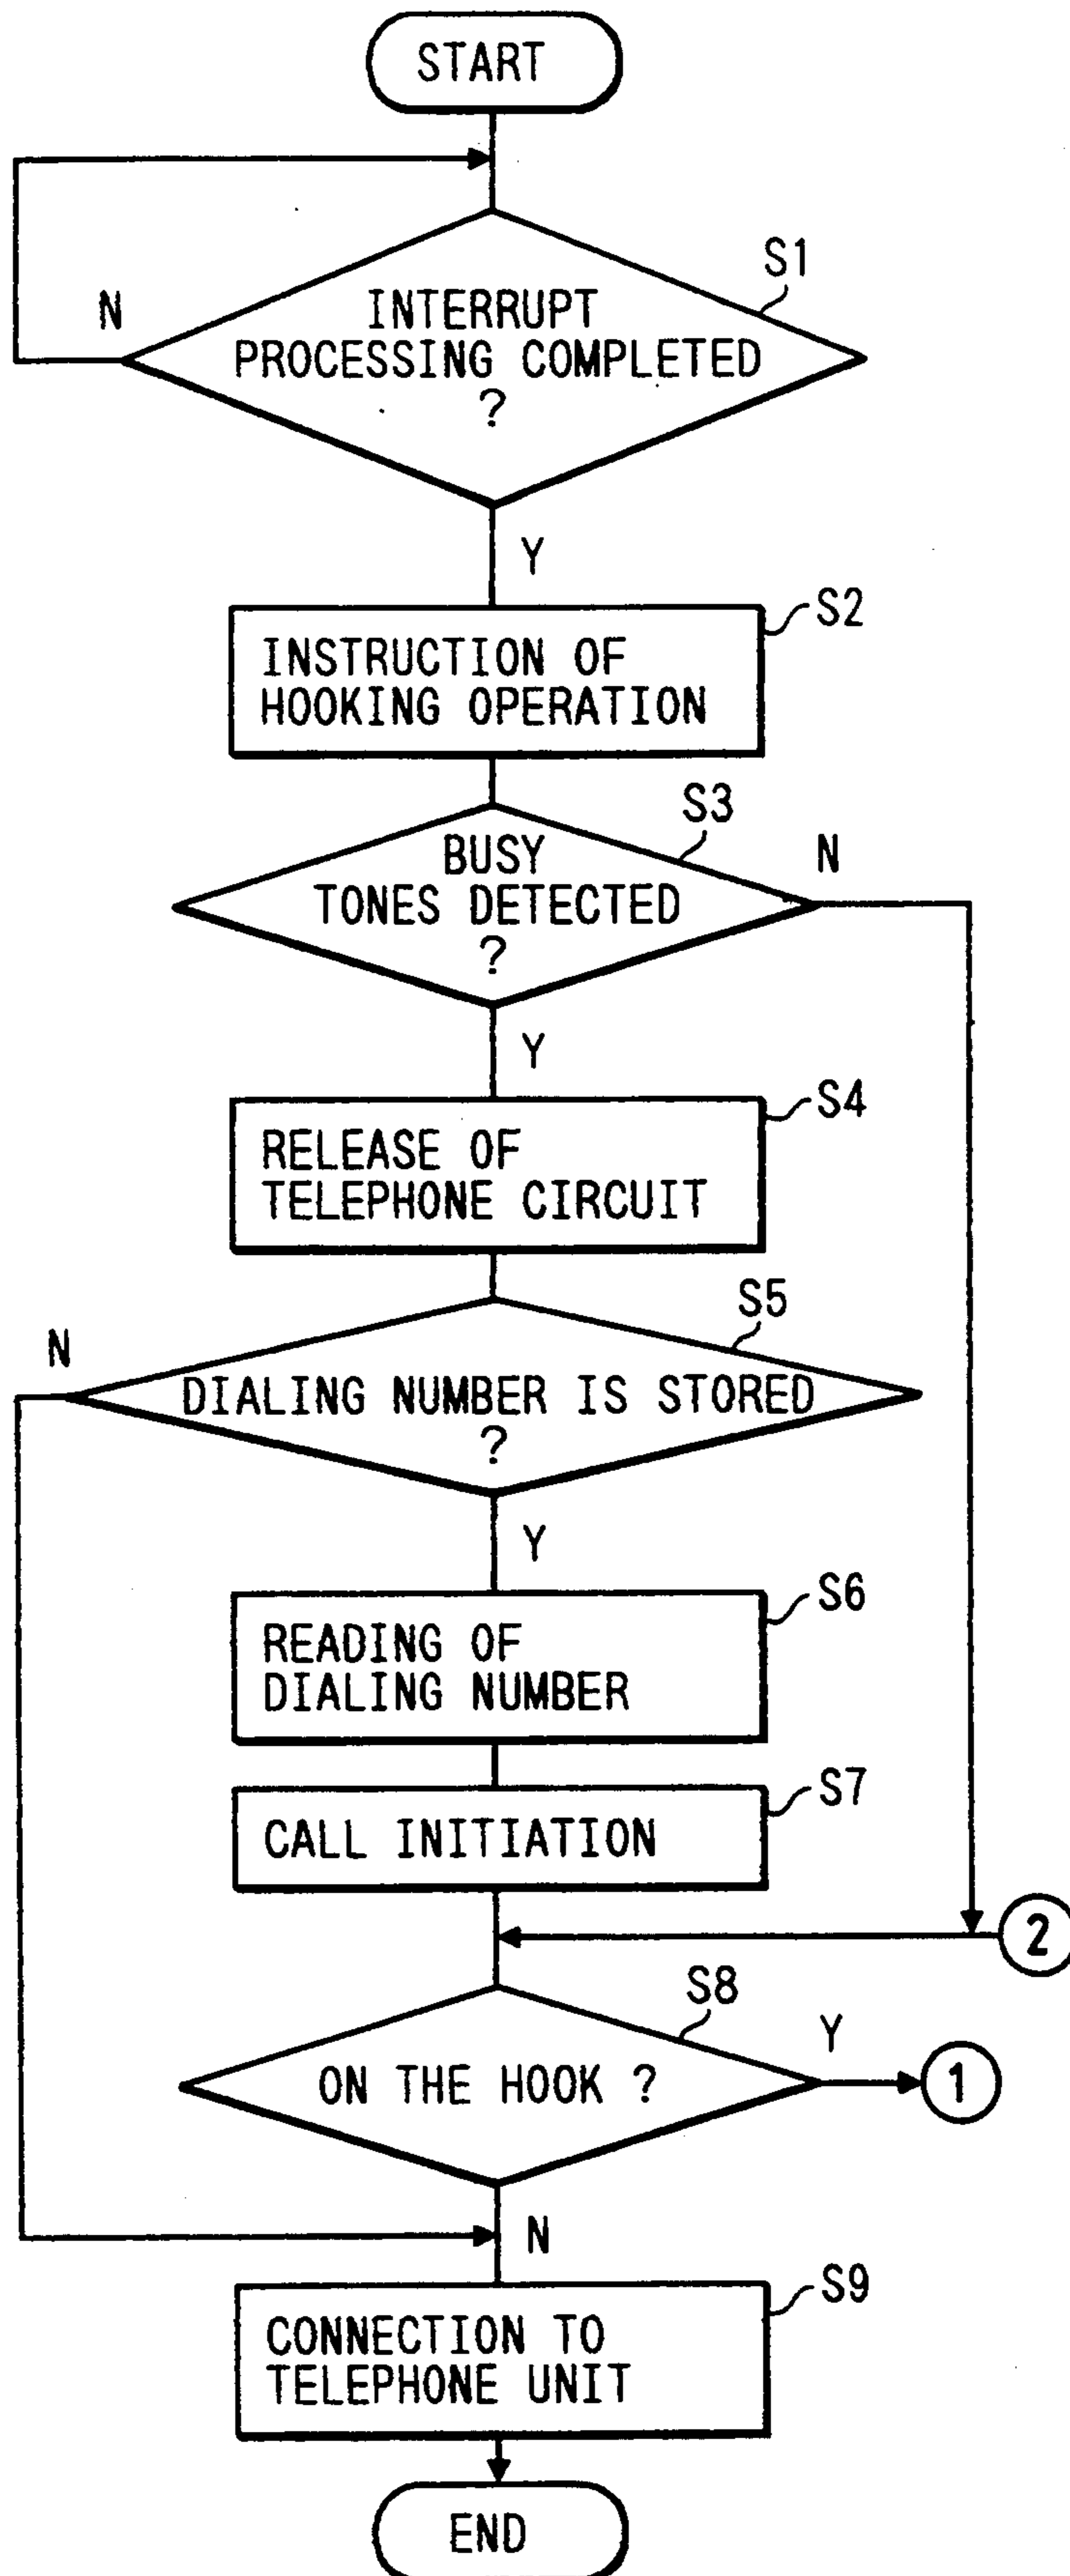 START
S1
N
INTERRUPT
PROCESSING COMPLETED
?
Y
S2
INSTRUCTION OF
HOOKING OPERATION
S3
N
BUSY
TONES DETECTED
?
Y
S4
RELEASE OF
TELEPHONE CIRCUIT
S5
N
DIALING NUMBER IS STORED
?
Y
S6
READING OF
DIALING NUMBER
S7
CALL INITIATION
2
S8
Y
ON THE HOOK ?
1
N
S9
CONNECTION TO
TELEPHONE UNIT
END